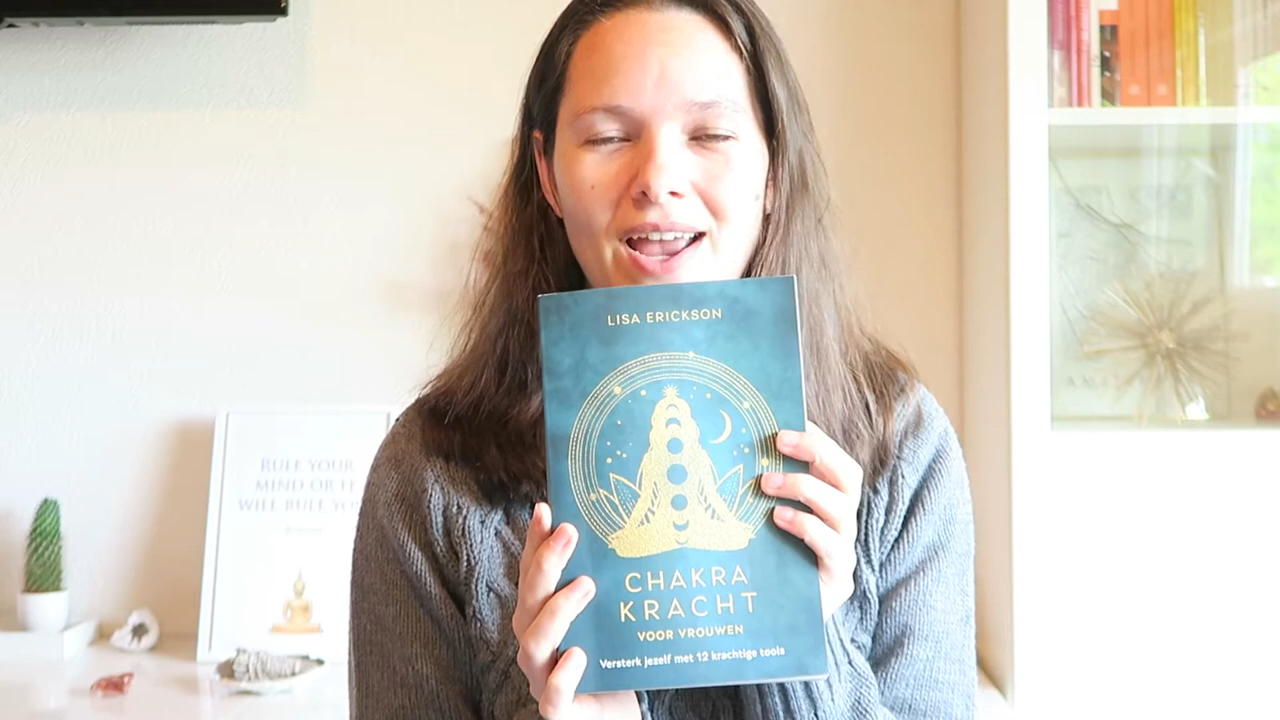 LISA ERICKSON
CHAKRA
KRACHT
VOOR VROUWEN
Versterk jezelf met 12 krachtige tools
RULE YOUR
MIND OR IT
WILL RULE YOU